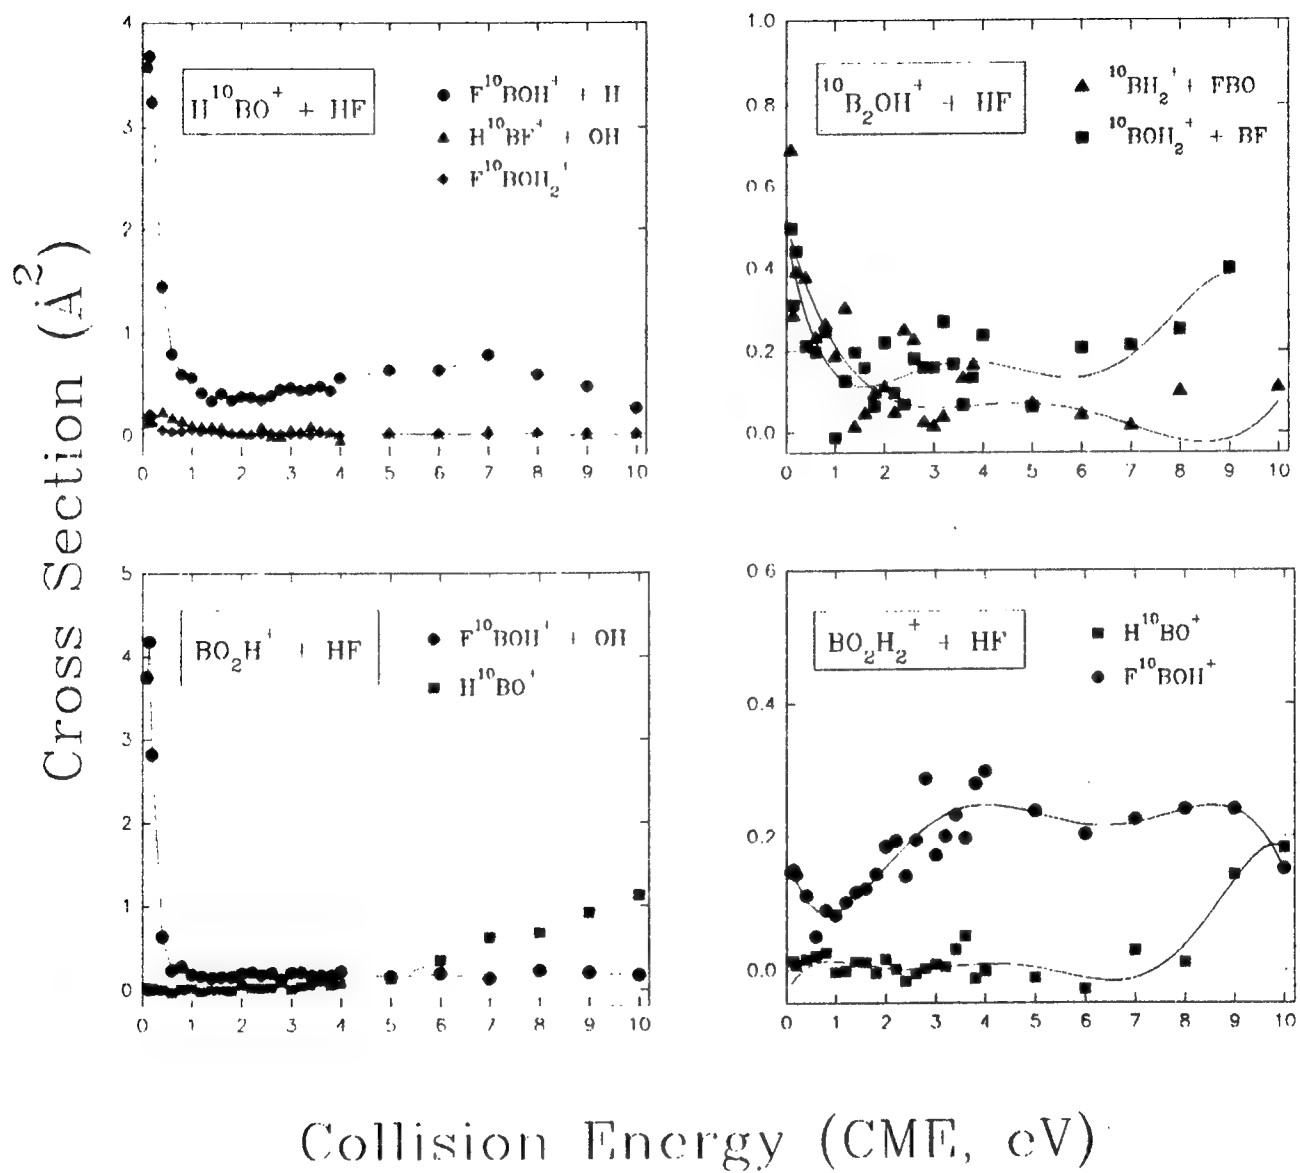 Cross Section (Å²)
4
3
2
1
0
0 1 2 3 4 5 6 7 8 9 10
H¹⁰BO⁺ + HF
F¹⁰BOH⁺ + H
H¹⁰BF⁺ + OH
F¹⁰BOH₂⁺
1.0
0.8
0.6
0.4
0.2
0.0
0 1 2 3 4 5 6 7 8 9 10
¹⁰B₂OH⁺ + HF
¹⁰BH₂⁺ + FBO
¹⁰BOH₂⁺ + BF
5
4
3
2
1
0
0 1 2 3 4 5 6 7 8 9 10
BO₂H⁺ + HF
F¹⁰BOH⁺ + OH
H¹⁰BO⁺
0.6
0.4
0.2
0.0
0 1 2 3 4 5 6 7 8 9 10
BO₂H₂⁺ + HF
H¹⁰BO⁺
F¹⁰BOH⁺
Collision Energy (CME, eV)